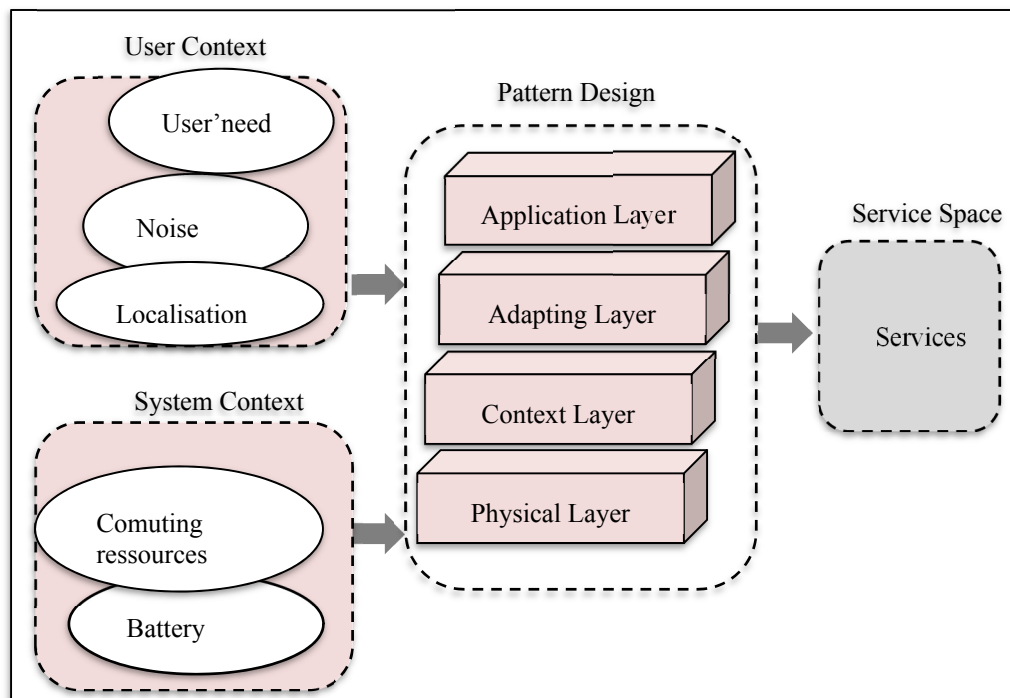 User Context
User’need
Noise
Localisation
System Context
Comuting
ressources
Battery
Pattern Design
Application Layer
Adapting Layer
Context Layer
Physical Layer
Service Space
Services